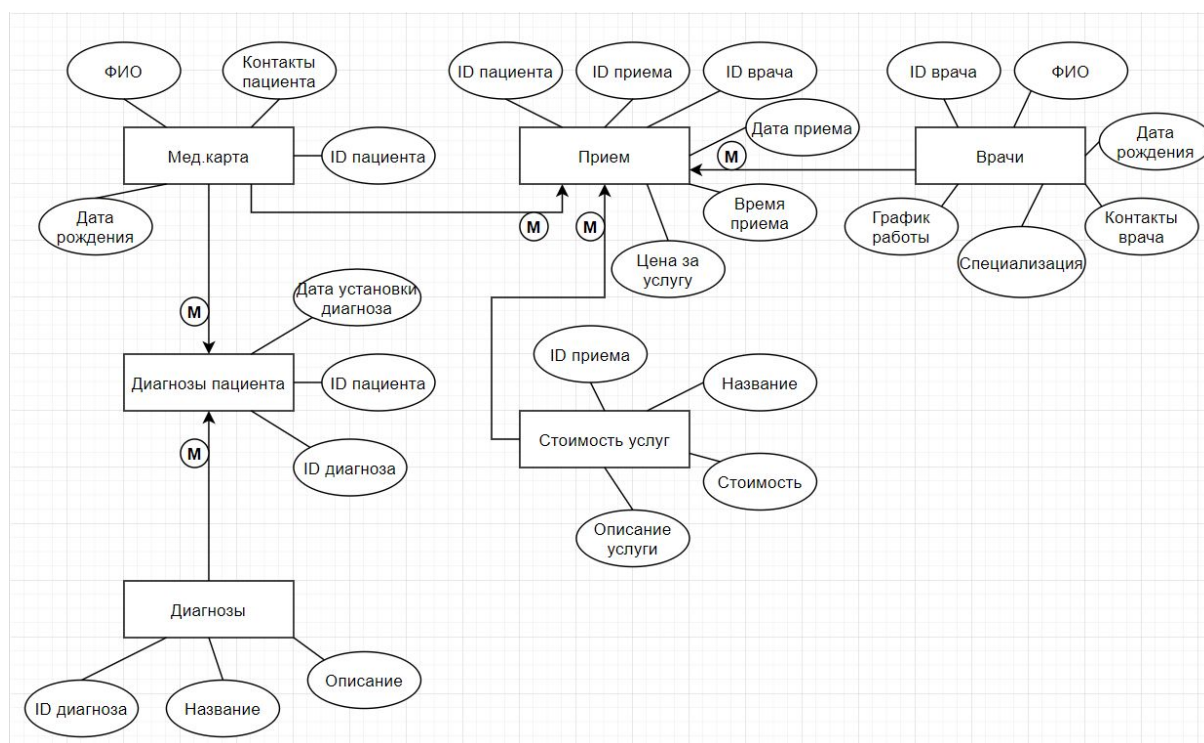 ФИО
Контакты
пациента
Мед.карта
ID пациента
Дата
рождения
ID пациента
ID приема
ID врача
Прием
Дата приема
М
Время
приема
Цена за
услугу
М
М
ID врача
ФИО
Врачи
Дата
рождения
График
работы
Специализация
Контакты
врача
М
Дата установки
диагноза
Диагнозы пациента
ID пациента
ID диагноза
М
ID приема
Название
Стоимость услуг
Стоимость
Описание
услуги
Диагнозы
ID диагноза
Название
Описание